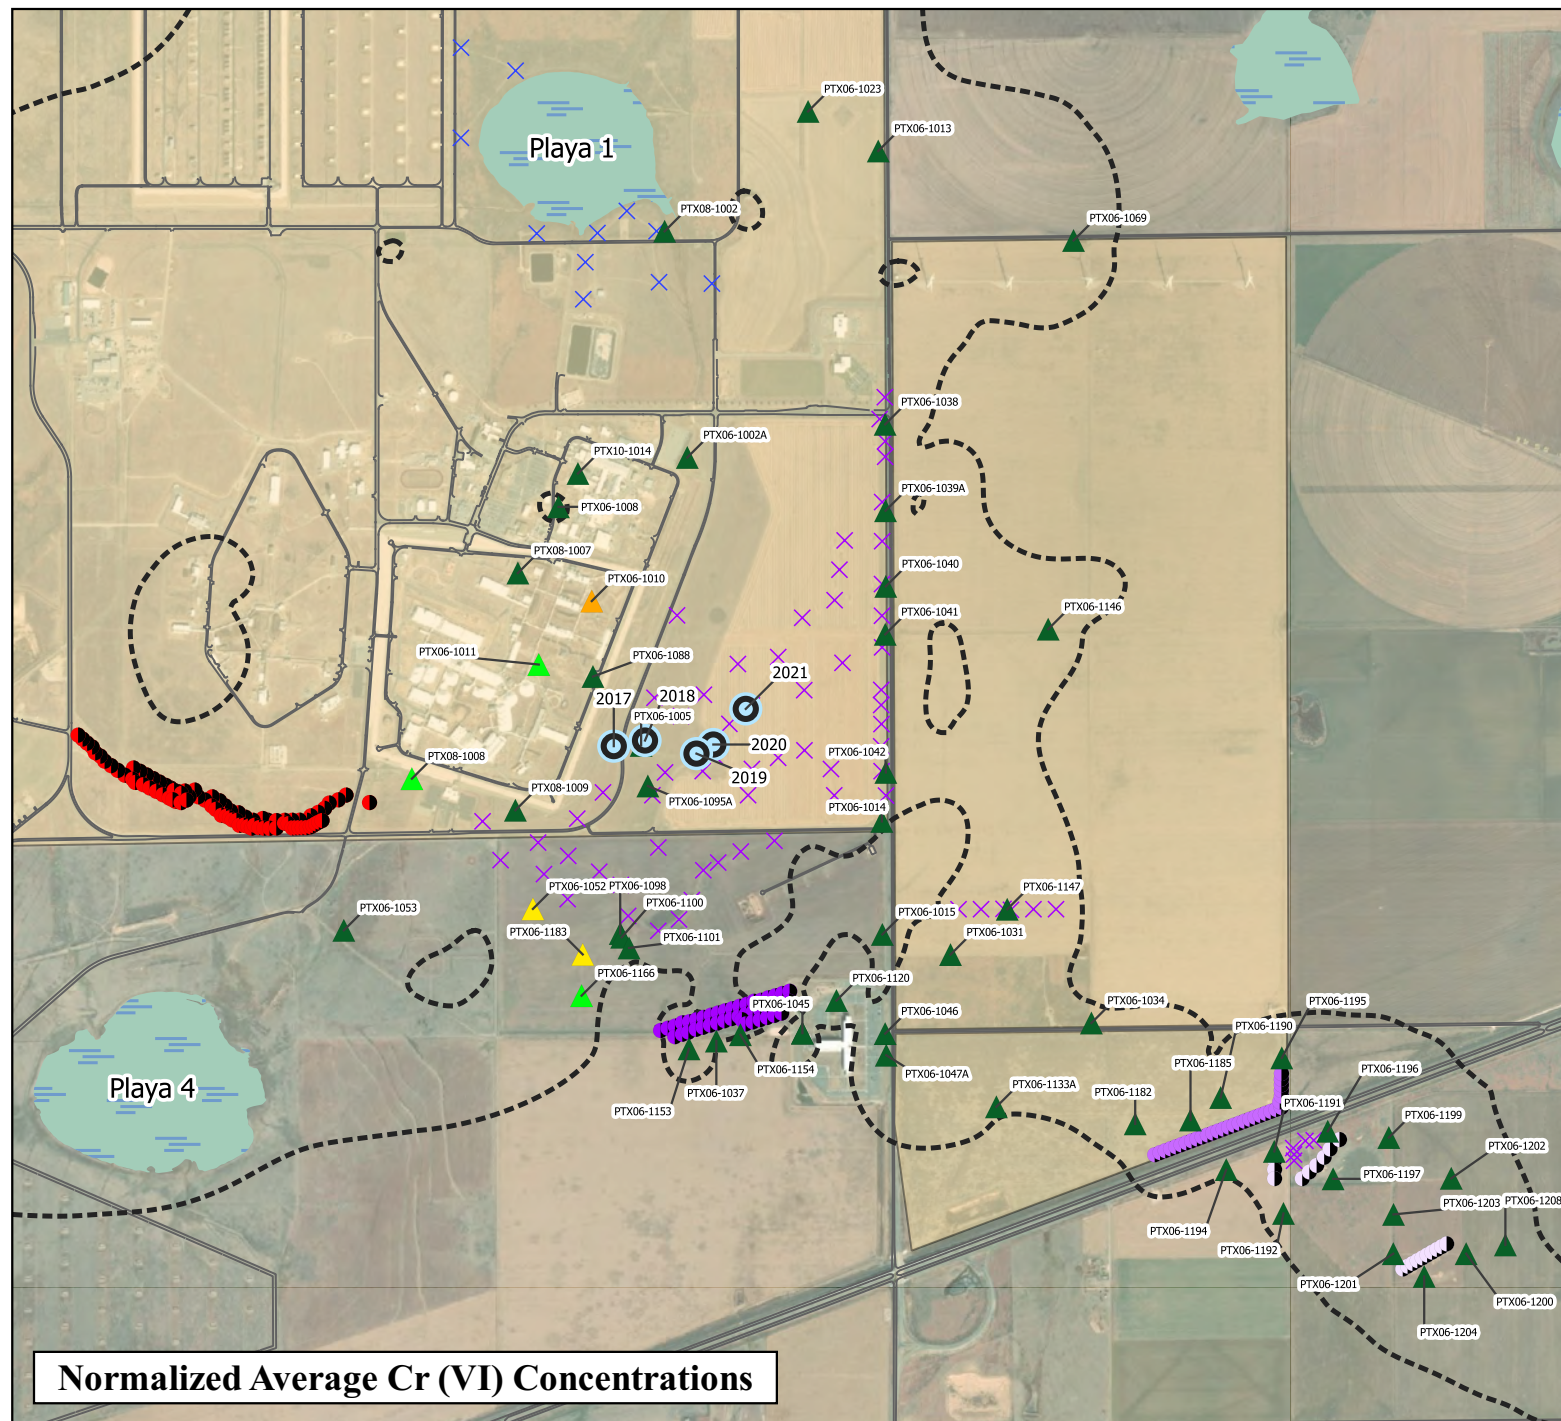 PTX06-1023
PTX06-1013
Playa 1
PTX08-1002
PTX06-1069
PTX06-1038
PTX06-1002A
PTX10-1014
PTX06-1039A
PTX06-1008
PTX08-1007
PTX06-1040
PTX06-1010
PTX06-1146
PTX06-1041
PTX06-1011
PTX06-1088
2021
2017
2018
PTX06-1005
2020
PTX06-1042
PTX08-1008
2019
PTX08-1009
PTX06-1095A
PTX06-1014
PTX06-1052
PTX06-1098
PTX06-1147
PTX06-1100
PTX06-1053
PTX06-1183
PTX06-1101
PTX06-1015
PTX06-1031
PTX06-1166
PTX06-1120
PTX06-1045
PTX06-1034
PTX06-1195
PTX06-1046
PTX06-1190
PTX06-1185
PTX06-1196
PTX06-1154
PTX06-1047A
Playa 4
PTX06-1037
PTX06-1133A
PTX06-1182
PTX06-1191
PTX06-1153
PTX06-1199
PTX06-1202
PTX06-1197
PTX06-1203
PTX06-1208
PTX06-1194
PTX06-1192
PTX06-1201
PTX06-1200
PTX06-1204
Normalized Average Cr (VI) Concentrations